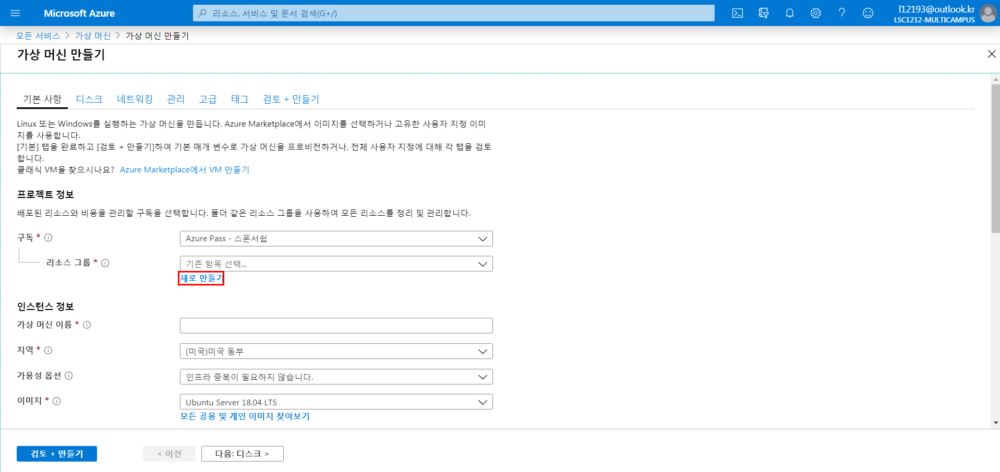 Microsoft Azure
리소스, 서비스 및 문서 검색(G+/)
l12193@outlook.kr
LSC1212-MULTICAMPUS
모든 서비스 > 가상 머신 > 가상 머신 만들기
가상 머신 만들기
기본 사항 디스크 네트워킹 관리 고급 태그 검토 + 만들기
Linux 또는 Windows를 실행하는 가상 머신을 만듭니다. Azure Marketplace에서 이미지를 선택하거나 고유한 사용자 지정 이미
지를 사용합니다.
[기본] 탭을 완료하고 [검토 + 만들기]하여 기본 매개 변수로 가상 머신을 프로비전하거나, 전체 사용자 지정에 대해 각 탭을 검토
합니다.
클래식 VM을 찾으시나요? Azure Marketplace에서 VM 만들기
프로젝트 정보
배포된 리소스와 비용을 관리할 구독을 선택합니다. 폴더 같은 리소스 그룹을 사용하여 모든 리소스를 정리 및 관리합니다.
구독 *
Azure Pass - 스폰서쉽
리소스 그룹 *
기존 항목 선택...
새로 만들기
인스턴스 정보
가상 머신 이름 *
지역 *
(미국)미국 동부
가용성 옵션
인프라 중복이 필요하지 않습니다.
이미지 *
Ubuntu Server 18.04 LTS
모든 공용 및 개인 이미지 찾아보기
검토 + 만들기
< 이전
다음: 디스크 >